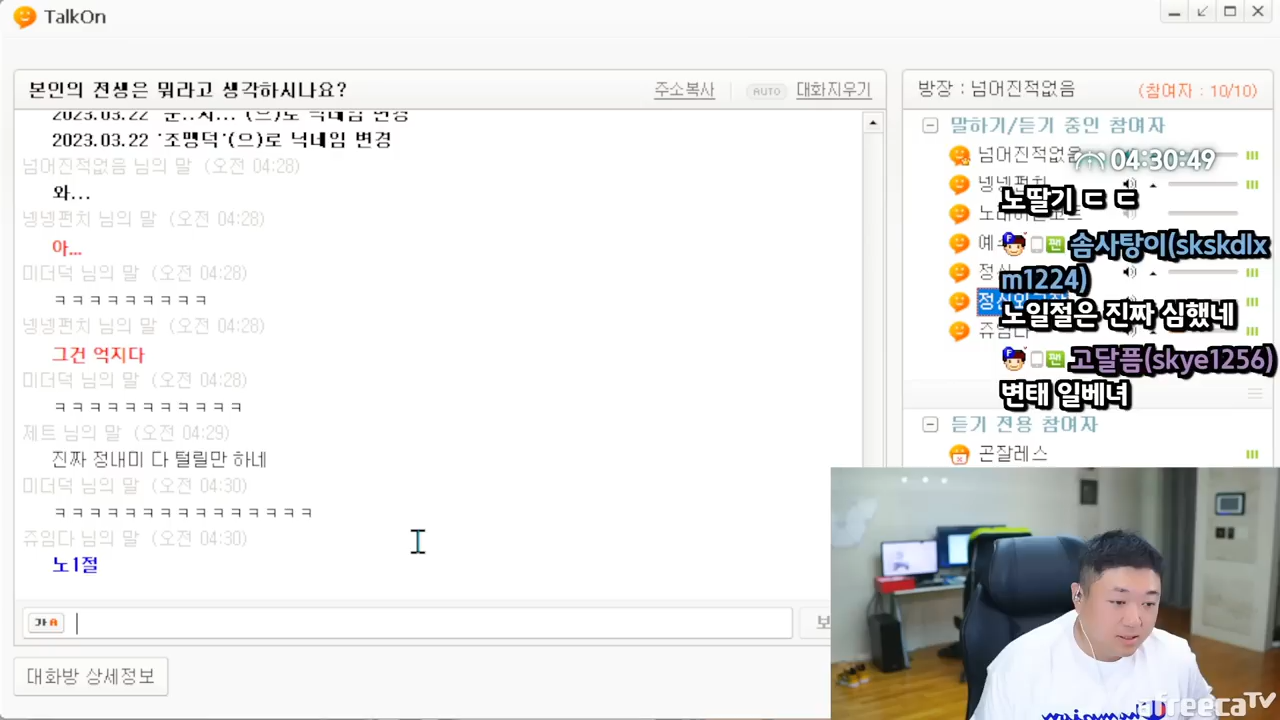 TalkOn
본인의 전생은 뭐라고 생각하시나요?
주소복사
AUTO
대화지우기
2023.03.22 '조맹덕'(으)로 닉네임 변경
넘어진적없음 님의 말 (오전 04:28)
와...
넹넹펀치 님의 말 (오전 04:28)
아...
미더덕 님의 말 (오전 04:28)
ㅋㅋㅋㅋㅋㅋㅋㅋㅋ
넹넹펀치 님의 말 (오전 04:28)
그건 억지다
미더덕 님의 말 (오전 04:28)
ㅋㅋㅋㅋㅋㅋㅋㅋㅋㅋㅋ
제트 님의 말 (오전 04:29)
진짜 정내미 다 털릴만 하네
미더덕 님의 말 (오전 04:30)
ㅋㅋㅋㅋㅋㅋㅋㅋㅋㅋㅋㅋㅋㅋㅋ
쥬임다 님의 말 (오전 04:30)
노1절
가A
대화방 상세정보
방장 : 넘어진적없음 (참여자 : 10/10)
말하기/듣기 중인 참여자
넘어진적없음
04:30:49
넹넹펀치
노딸기 ㄷ ㄷ
솜사탕이(skskdlx
m1224)
노일절은 진짜 심했네
쥬임다
고달픔(skye1256)
변태 일베녀
듣기 전용 참여자
곤잘레스
afreecaTV